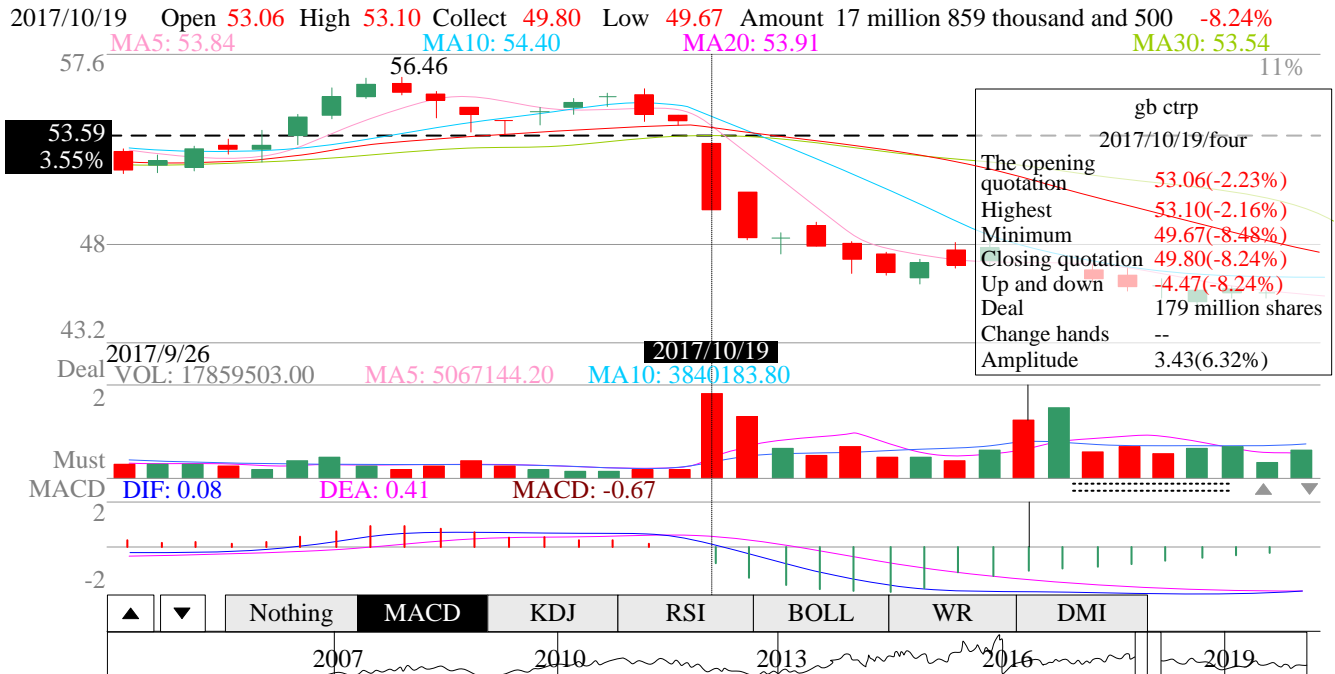 2017/10/19 Open 53.06 High 53.10 Collect 49.80 Low 49.67 Amount 17 million 859 thousand and 500 -8.24%
MA5: 53.84 MA10: 54.40 MA20: 53.91 MA30: 53.54
57.6
56.46
11%
53.59
3.55%
48
43.2
gb ctrp
2017/10/19/four
The opening
quotation 53.06(-2.23%)
Highest 53.10(-2.16%)
Minimum 49.67(-8.48%)
Closing quotation 49.80(-8.24%)
Up and down -4.47(-8.24%)
Deal 179 million shares
Change hands --
Amplitude 3.43(6.32%)
2017/9/26 2017/10/19
Deal VOL: 17859503.00 MA5: 5067144.20 MA10: 3840183.80
2
Must
MACD DIF: 0.08 DEA: 0.41 MACD: -0.67
2
-2
▲ ▼ Nothing MACD KDJ RSI BOLL WR DMI
2007 2010 2013 2016 2019